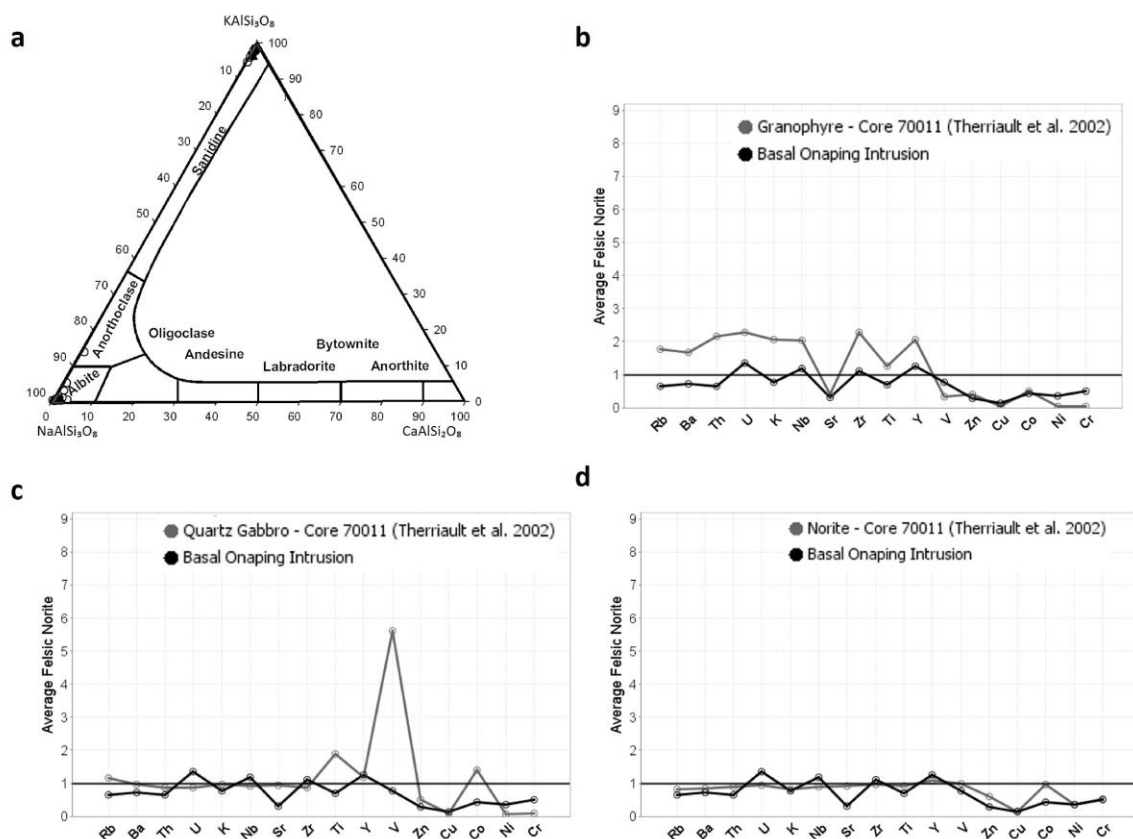 a
KAlSi₃O₈
100
10
90
20
80
Sanidine
30
70
40
60
50
50
60
40
70
30
Anorthoclase
80
20
Oligoclase
Andesine
Bytownite
Labradorite
Anorthite
90
10
Albite
100
0
0
10
20
30
40
50
60
70
80
90
100
NaAlSi₃O₈
CaAlSi₂O₈
b
Average Felsic Norite
9
8
7
6
5
4
3
2
1
0
Granophyre - Core 70011 (Therriault et al. 2002)
Basal Onaping Intrusion
Rb Ba Th U K Nb Sr Zr Ti Y V Zn Cu Co Ni Cr
c
Average Felsic Norite
9
8
7
6
5
4
3
2
1
0
Quartz Gabbro - Core 70011 (Therriault et al. 2002)
Basal Onaping Intrusion
Rb Ba Th U K Nb Sr Zr Ti Y V Zn Cu Co Ni Cr
d
Average Felsic Norite
9
8
7
6
5
4
3
2
1
0
Norite - Core 70011 (Therriault et al. 2002)
Basal Onaping Intrusion
Rb Ba Th U K Nb Sr Zr Ti Y V Zn Cu Co Ni Cr